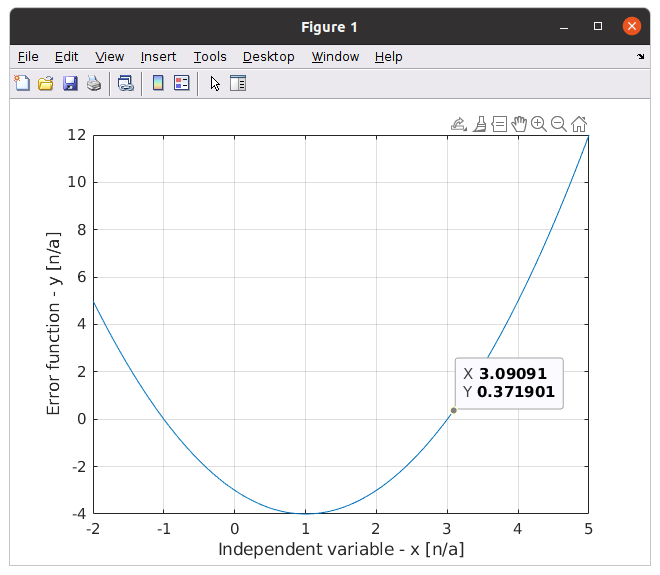 Figure 1
File Edit View Insert Tools Desktop Window Help
12
10
8
6
4
2
0
-2
-4
Error function - y [n/a]
X 3.09091
Y 0.371901
-2 -1 0 1 2 3 4 5
Independent variable - x [n/a]